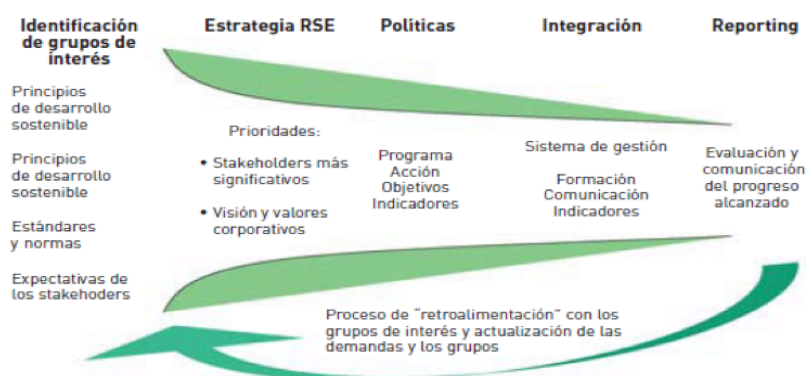 Identificación
de grupos de
interés
Principios
de desarrollo
sostenible
Principios
de desarrollo
sostenible
Estándares
y normas
Expectativas de
los stakehoders
Estrategia RSE
Prioridades:
• Stakeholders más
significativos
• Visión y valores
corporativos
Políticas
Programa
Acción
Objetivos
Indicadores
Integración
Sistema de gestión
Formación
Comunicación
Indicadores
Reporting
Evaluación y
comunicación
del progreso
alcanzado
Proceso de "retroalimentación" con los
grupos de interés y actualización de las
demandas y los grupos